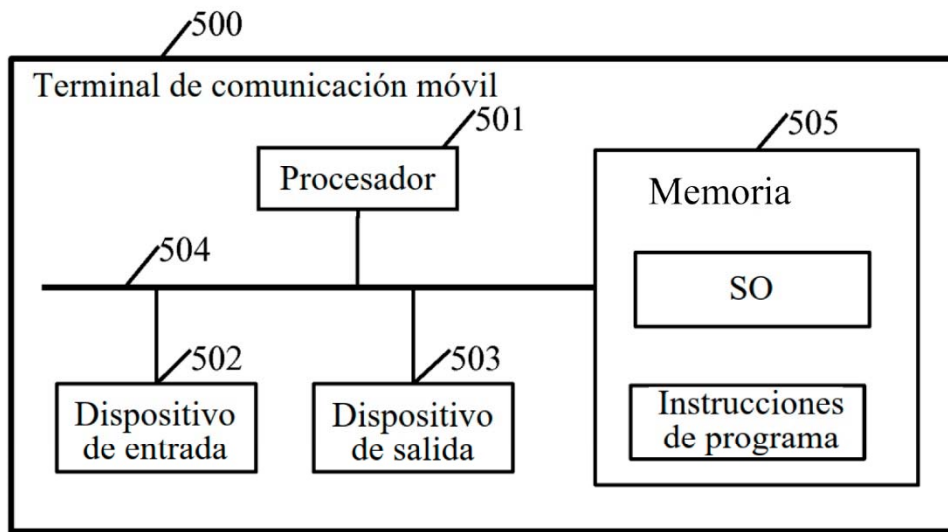 500
Terminal de comunicación móvil
501
Procesador
505
Memoria
504
SO
502
Dispositivo
de entrada
503
Dispositivo
de salida
Instrucciones
de programa